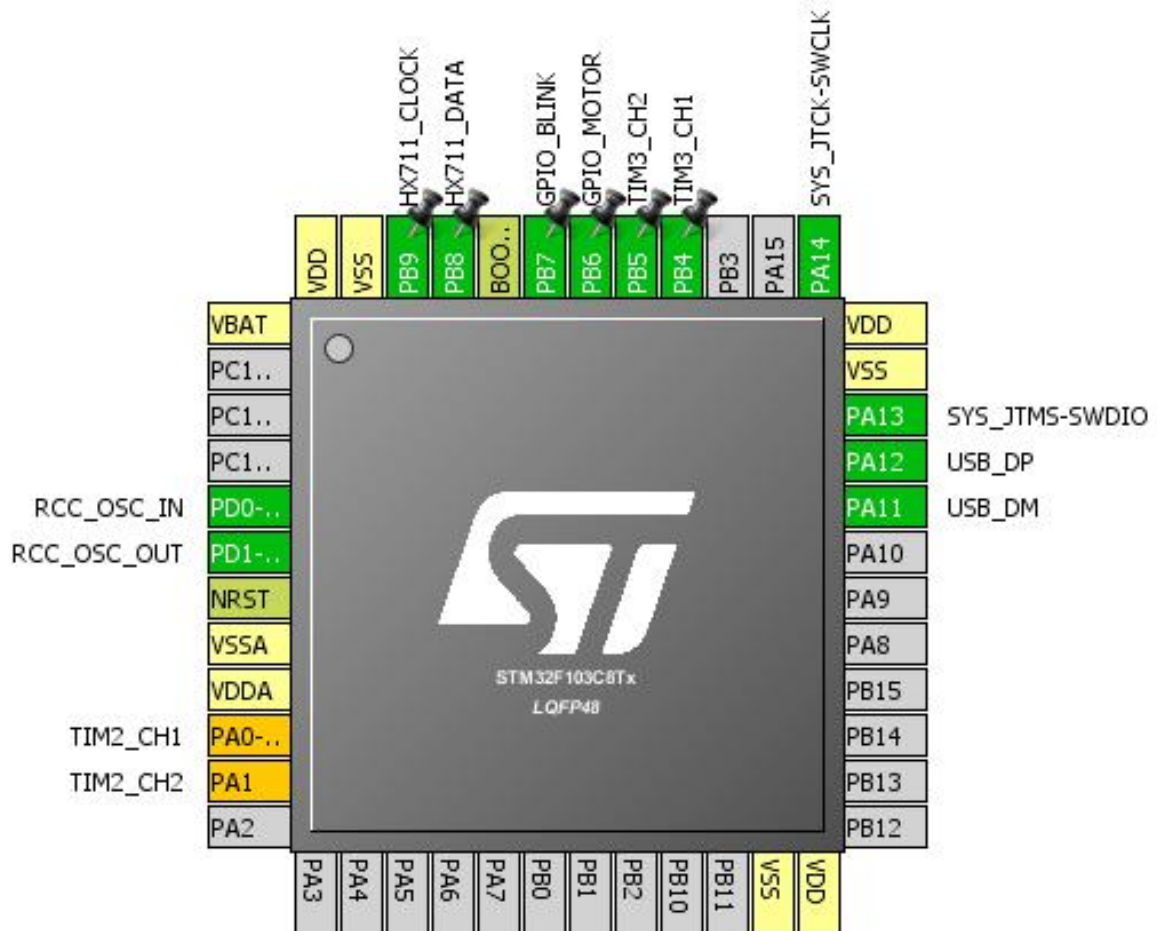 HX711_CLOCK
HX711_DATA
GPIO_BLINK
GPIO_MOTOR
TIM3_CH2
TIM3_CH1
SYS_JTCK-SWCLK
VDD
VSS
PB9
PB8
BOO..
PB7
PB6
PB5
PB4
PB3
PA15
PA14
VBAT
PC1..
PC1..
PC1..
RCC_OSC_IN PD0-..
RCC_OSC_OUT PD1-..
NRST
VSSA
VDDA
TIM2_CH1 PA0-..
TIM2_CH2 PA1
PA2
ST
STM32F103C8Tx
LQFP48
VDD
VSS
PA13 SYS_JTMS-SWDIO
PA12 USB_DP
PA11 USB_DM
PA10
PA9
PA8
PB15
PB14
PB13
PB12
PA3
PA4
PA5
PA6
PA7
PB0
PB1
PB2
PB10
PB11
VSS
VDD